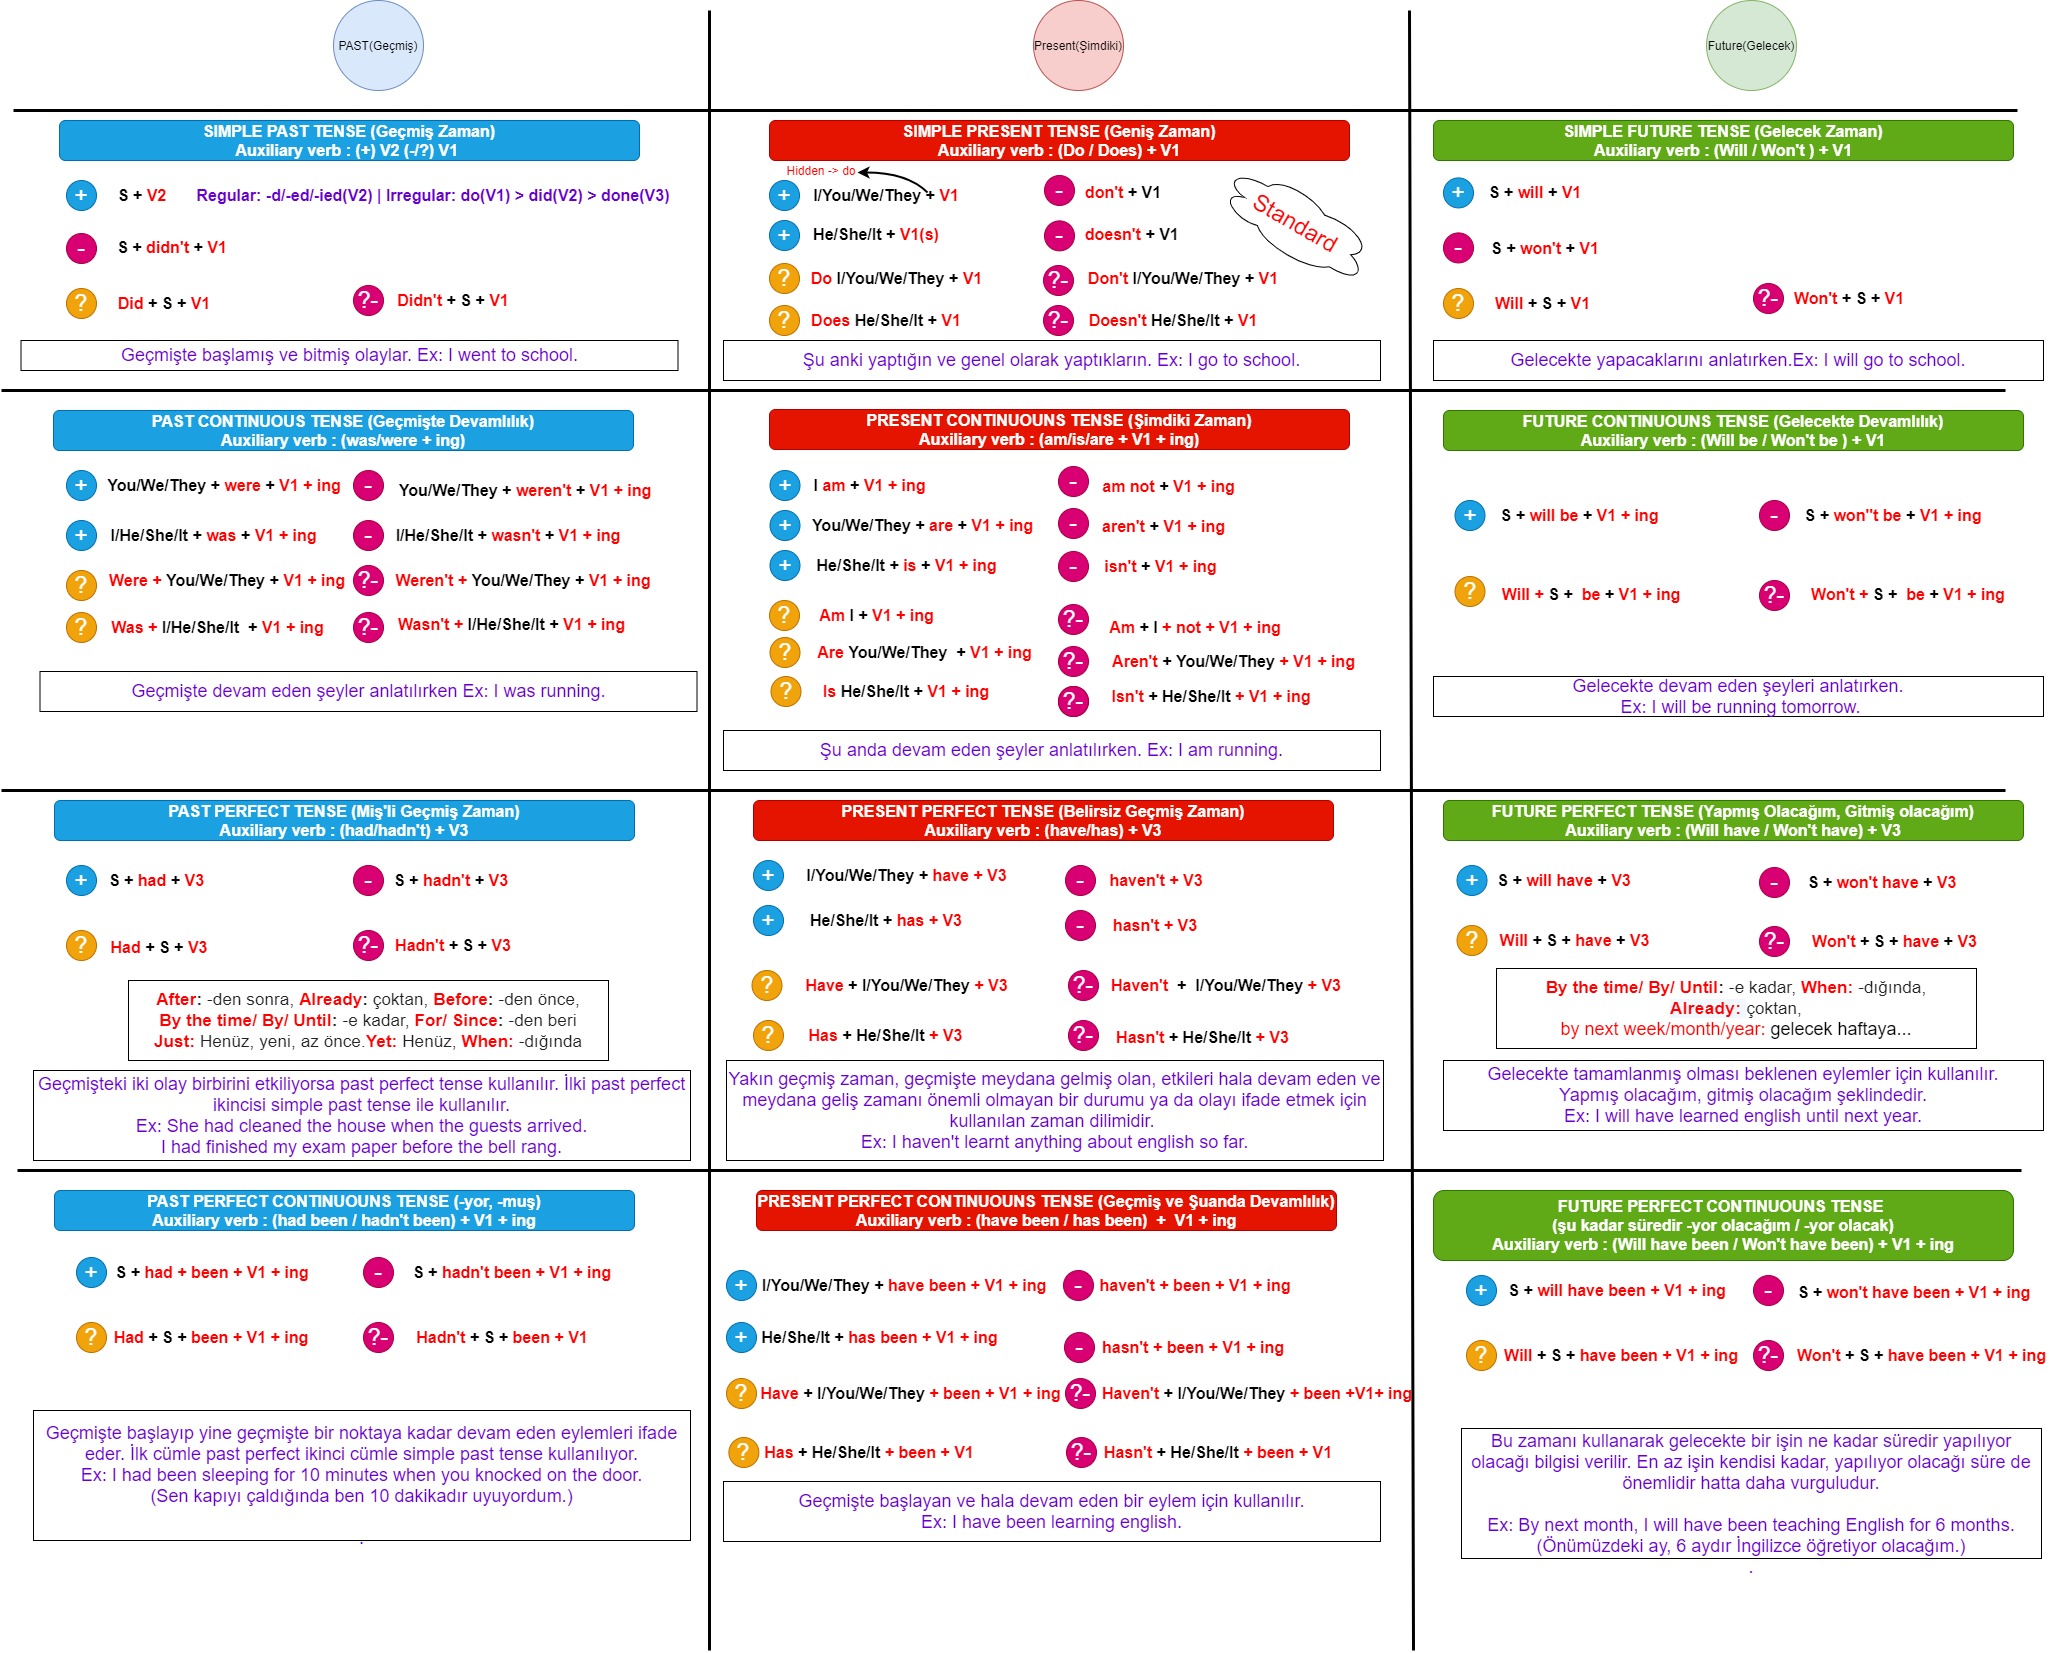 PAST(Geçmiş)
Present(Şimdiki)
Future(Gelecek)
SIMPLE PAST TENSE (Geçmiş Zaman)
Auxiliary verb : (+) V2 (-/?) V1
+ S + V2 Regular: -d/-ed/-ied(V2) | Irregular: do(V1) > did(V2) > done(V3)
- S + didn't + V1
? Did + S + V1
?- Didn't + S + V1
Geçmişte başlamış ve bitmiş olaylar. Ex: I went to school.
SIMPLE PRESENT TENSE (Geniş Zaman)
Auxiliary verb : (Do / Does) + V1
Hidden -> do
+ I/You/We/They + V1
- don't + V1
+ He/She/It + V1(s)
- doesn't + V1
Standard
? Do I/You/We/They + V1
?- Don't I/You/We/They + V1
? Does He/She/It + V1
?- Doesn't He/She/It + V1
Şu anki yaptığın ve genel olarak yaptıkların. Ex: I go to school.
SIMPLE FUTURE TENSE (Gelecek Zaman)
Auxiliary verb : (Will / Won't ) + V1
+ S + will + V1
- S + won't + V1
? Will + S + V1
?- Won't + S + V1
Gelecekte yapacaklarını anlatırken.Ex: I will go to school.
PAST CONTINUOUS TENSE (Geçmişte Devamlılık)
Auxiliary verb : (was/were + ing)
+ You/We/They + were + V1 + ing
- You/We/They + weren't + V1 + ing
+ I/He/She/It + was + V1 + ing
- I/He/She/It + wasn't + V1 + ing
? Were + You/We/They + V1 + ing
?- Weren't + You/We/They + V1 + ing
? Was + I/He/She/It + V1 + ing
?- Wasn't + I/He/She/It + V1 + ing
Geçmişte devam eden şeyler anlatılırken Ex: I was running.
PRESENT CONTINUOUNS TENSE (Şimdiki Zaman)
Auxiliary verb : (am/is/are + V1 + ing)
+ I am + V1 + ing
- am not + V1 + ing
+ You/We/They + are + V1 + ing
- aren't + V1 + ing
+ He/She/It + is + V1 + ing
- isn't + V1 + ing
? Am I + V1 + ing
?- Am + I + not + V1 + ing
? Are You/We/They + V1 + ing
?- Aren't + You/We/They + V1 + ing
? Is He/She/It + V1 + ing
?- Isn't + He/She/It + V1 + ing
Şu anda devam eden şeyler anlatılırken. Ex: I am running.
FUTURE CONTINUOUNS TENSE (Gelecekte Devamlılık)
Auxiliary verb : (Will be / Won't be ) + V1
+ S + will be + V1 + ing
- S + won''t be + V1 + ing
? Will + S + be + V1 + ing
?- Won't + S + be + V1 + ing
Gelecekte devam eden şeyleri anlatırken.
Ex: I will be running tomorrow.
PAST PERFECT TENSE (Miş'li Geçmiş Zaman)
Auxiliary verb : (had/hadn't) + V3
+ S + had + V3
- S + hadn't + V3
? Had + S + V3
?- Hadn't + S + V3
After: -den sonra, Already: çoktan, Before: -den önce,
By the time/ By/ Until: -e kadar, For/ Since: -den beri
Just: Henüz, yeni, az önce.Yet: Henüz, When: -dığında
Geçmişteki iki olay birbirini etkiliyorsa past perfect tense kullanılır. İlki past perfect
ikincisi simple past tense ile kullanılır.
Ex: She had cleaned the house when the guests arrived.
I had finished my exam paper before the bell rang.
PRESENT PERFECT TENSE (Belirsiz Geçmiş Zaman)
Auxiliary verb : (have/has) + V3
+ I/You/We/They + have + V3
- haven't + V3
+ He/She/It + has + V3
- hasn't + V3
? Have + I/You/We/They + V3
?- Haven't + I/You/We/They + V3
? Has + He/She/It + V3
?- Hasn't + He/She/It + V3
Yakın geçmiş zaman, geçmişte meydana gelmiş olan, etkileri hala devam eden ve
meydana geliş zamanı önemli olmayan bir durumu ya da olayı ifade etmek için
kullanılan zaman dilimidir.
Ex: I haven't learnt anything about english so far.
FUTURE PERFECT TENSE (Yapmış Olacağım, Gitmiş olacağım)
Auxiliary verb : (Will have / Won't have) + V3
+ S + will have + V3
- S + won't have + V3
? Will + S + have + V3
?- Won't + S + have + V3
By the time/ By/ Until: -e kadar, When: -dığında,
Already: çoktan,
by next week/month/year: gelecek haftaya...
Gelecekte tamamlanmış olması beklenen eylemler için kullanılır.
Yapmış olacağım, gitmiş olacağım şeklindedir.
Ex: I will have learned english until next year.
PAST PERFECT CONTINUOUNS TENSE (-yor, -muş)
Auxiliary verb : (had been / hadn't been) + V1 + ing
+ S + had + been + V1 + ing
- S + hadn't been + V1 + ing
? Had + S + been + V1 + ing
?- Hadn't + S + been + V1
Geçmişte başlayıp yine geçmişte bir noktaya kadar devam eden eylemleri ifade
eder. İlk cümle past perfect ikinci cümle simple past tense kullanılıyor.
Ex: I had been sleeping for 10 minutes when you knocked on the door.
(Sen kapıyı çaldığında ben 10 dakikadır uyuyordum.)
.
PRESENT PERFECT CONTINUOUNS TENSE (Geçmiş ve Şuanda Devamlılık)
Auxiliary verb : (have been / has been) + V1 + ing
+ I/You/We/They + have been + V1 + ing
- haven't + been + V1 + ing
+ He/She/It + has been + V1 + ing
- hasn't + been + V1 + ing
? Have + I/You/We/They + been + V1 + ing
?- Haven't + I/You/We/They + been +V1+ ing
? Has + He/She/It + been + V1
?- Hasn't + He/She/It + been + V1
Geçmişte başlayan ve hala devam eden bir eylem için kullanılır.
Ex: I have been learning english.
FUTURE PERFECT CONTINUOUNS TENSE
(şu kadar süredir -yor olacağım / -yor olacak)
Auxiliary verb : (Will have been / Won't have been) + V1 + ing
+ S + will have been + V1 + ing
- S + won't have been + V1 + ing
? Will + S + have been + V1 + ing
?- Won't + S + have been + V1 + ing
Bu zamanı kullanarak gelecekte bir işin ne kadar süredir yapılıyor
olacağı bilgisi verilir. En az işin kendisi kadar, yapılıyor olacağı süre de
önemlidir hatta daha vurguludur.
Ex: By next month, I will have been teaching English for 6 months.
(Önümüzdeki ay, 6 aydır İngilizce öğretiyor olacağım.)
.